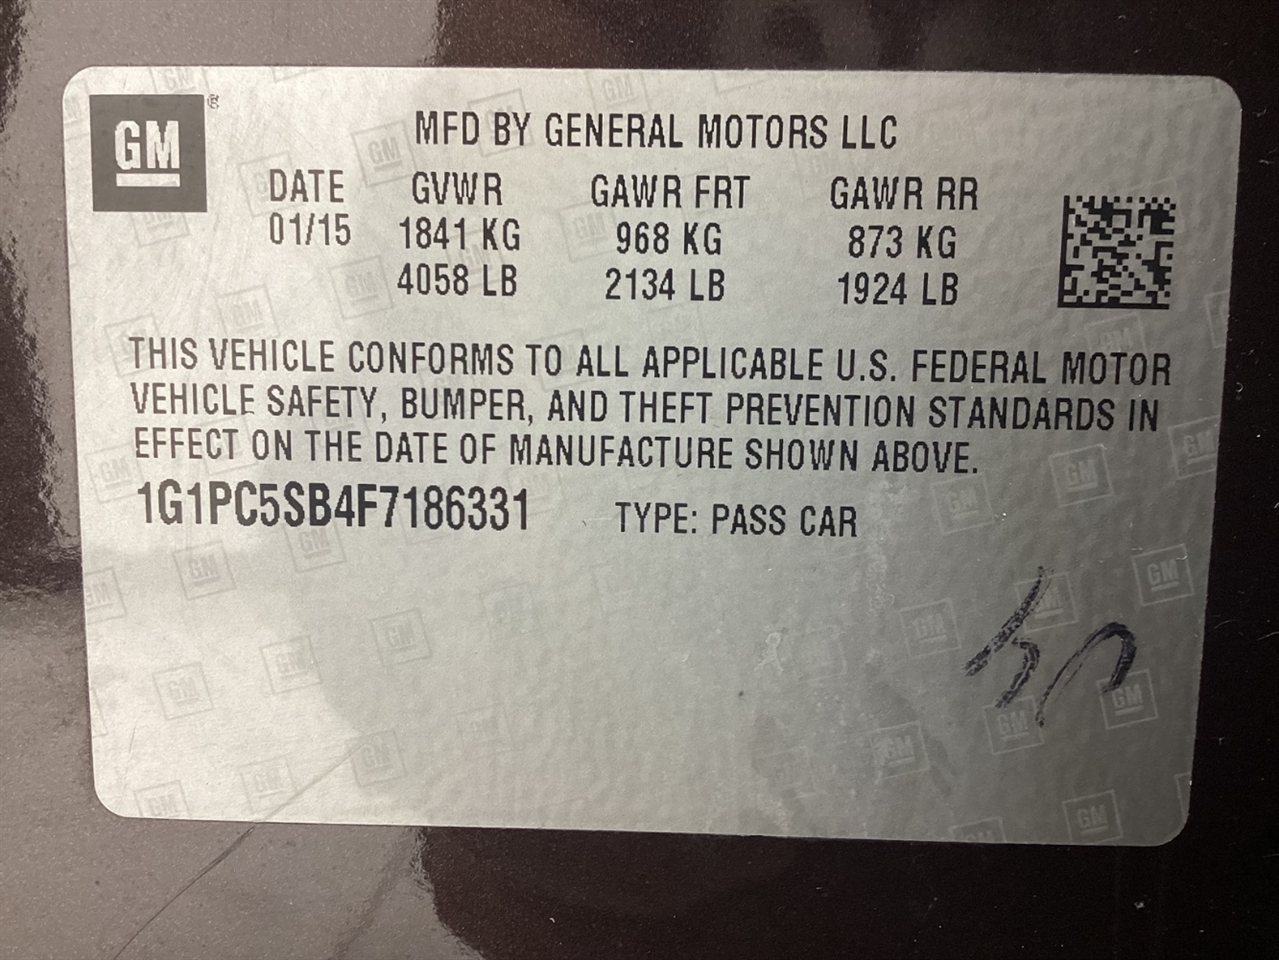 GM ®
MFD BY GENERAL MOTORS LLC
DATE GVWR GAWR FRT GAWR RR
01/15 1841 KG 968 KG 873 KG
4058 LB 2134 LB 1924 LB
THIS VEHICLE CONFORMS TO ALL APPLICABLE U.S. FEDERAL MOTOR
VEHICLE SAFETY, BUMPER, AND THEFT PREVENTION STANDARDS IN
EFFECT ON THE DATE OF MANUFACTURE SHOWN ABOVE.
1G1PC5SB4F7186331 TYPE: PASS CAR